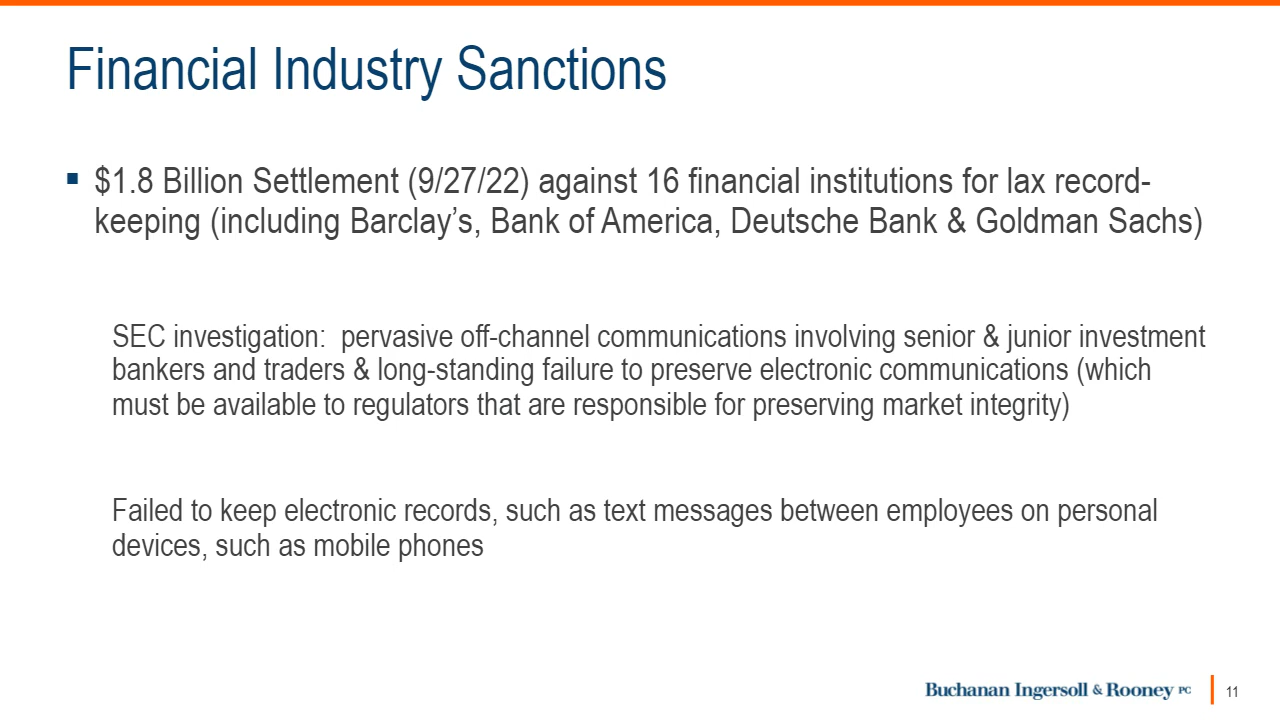 Financial Industry Sanctions
▪ $1.8 Billion Settlement (9/27/22) against 16 financial institutions for lax record-
keeping (including Barclay’s, Bank of America, Deutsche Bank & Goldman Sachs)
SEC investigation:  pervasive off-channel communications involving senior & junior investment
bankers and traders & long-standing failure to preserve electronic communications (which
must be available to regulators that are responsible for preserving market integrity)
Failed to keep electronic records, such as text messages between employees on personal
devices, such as mobile phones
Buchanan Ingersoll & Rooney PC
11